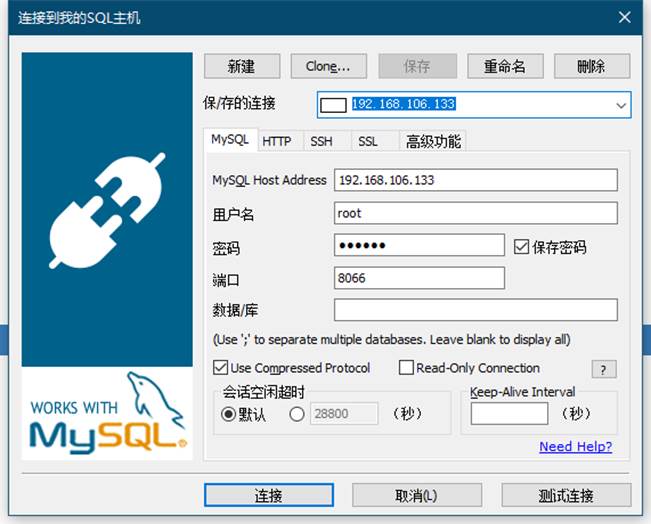 连接到我的SQL主机
新建 Clone... 保存 重命名 删除
保/存的连接 192.168.106.133
MySQL HTTP SSH SSL 高级功能
MySQL Host Address 192.168.106.133
用户名 root
密码 ●●●●●● 保存密码
端口 8066
数据/库
(Use ';' to separate multiple databases. Leave blank to display all)
Use Compressed Protocol Read-Only Connection ?
会话空闲超时 Keep-Alive Interval
默认 28800 (秒) (秒)
Need Help?
WORKS WITH
MySQL®
连接 取消(L) 测试连接